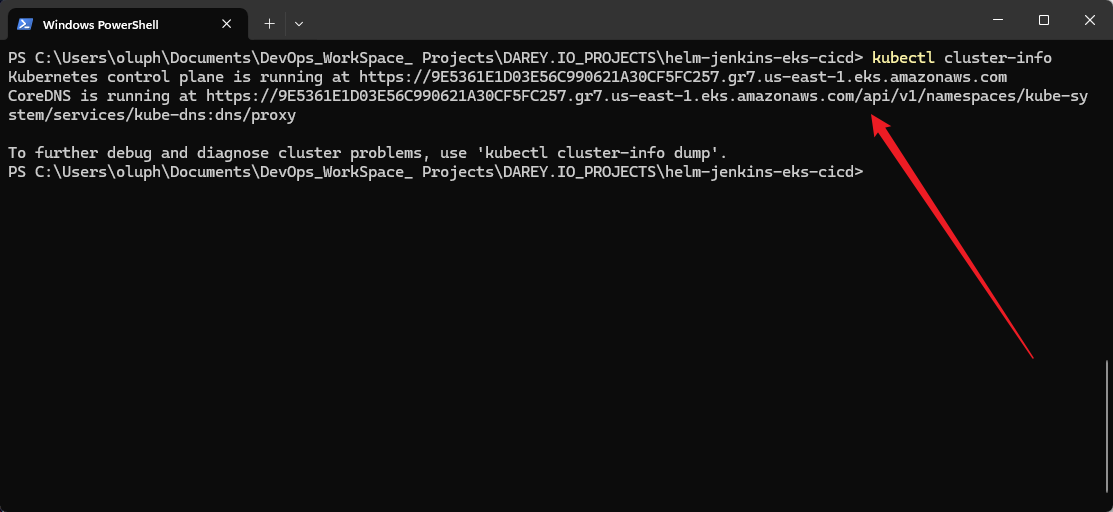 Windows PowerShell
PS C:\Users\oluph\Documents\DevOps_WorkSpace_ Projects\DAREY.IO_PROJECTS\helm-jenkins-eks-cicd> kubectl cluster-info
Kubernetes control plane is running at https://9E5361E1D03E56C990621A30CF5FC257.gr7.us-east-1.eks.amazonaws.com
CoreDNS is running at https://9E5361E1D03E56C990621A30CF5FC257.gr7.us-east-1.eks.amazonaws.com/api/v1/namespaces/kube-sy
stem/services/kube-dns:dns/proxy
To further debug and diagnose cluster problems, use 'kubectl cluster-info dump'.
PS C:\Users\oluph\Documents\DevOps_WorkSpace_ Projects\DAREY.IO_PROJECTS\helm-jenkins-eks-cicd>